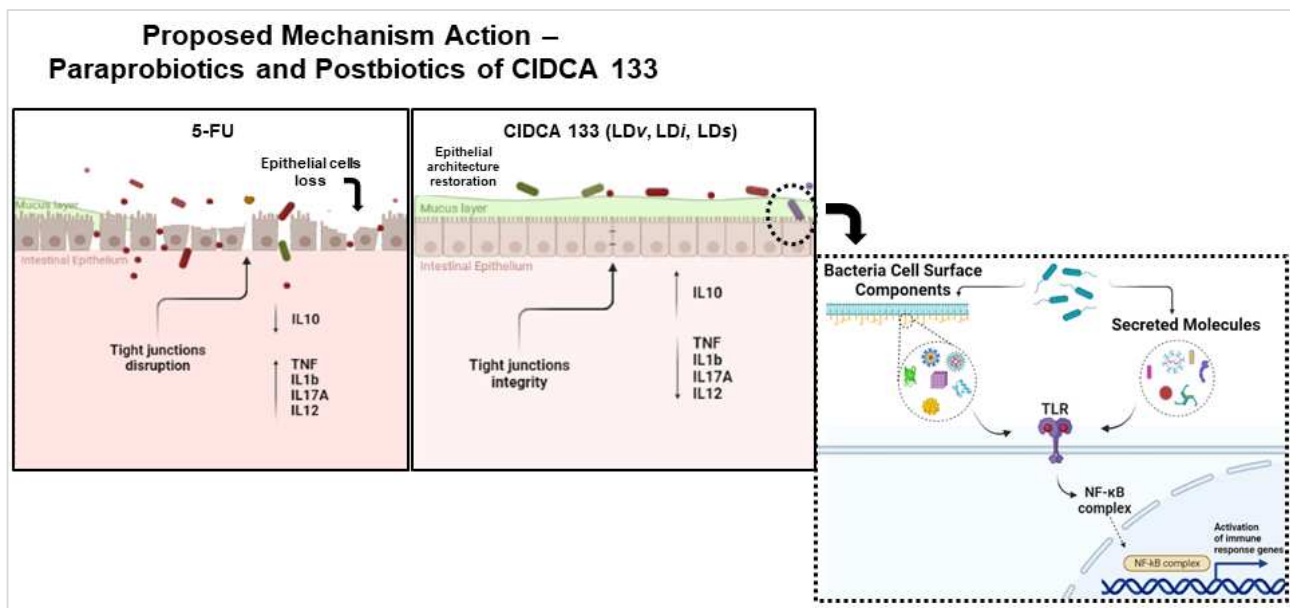 Proposed Mechanism Action –
Paraprobiotics and Postbiotics of CIDCA 133
5-FU
Epithelial cells
loss
Mucus layer
Intestinal Epithelium
Tight junctions
disruption
IL10
TNF
IL1b
IL17A
IL12
CIDCA 133 (LDv, LDi, LDs)
Epithelial
architecture
restoration
Mucus layer
Intestinal Epithelium
Tight junctions
integrity
IL10
TNF
IL1b
IL17A
IL12
Bacteria Cell Surface
Components
Secreted Molecules
TLR
NF-κB
complex
Activation
of immune
response genes
NF-kB complex